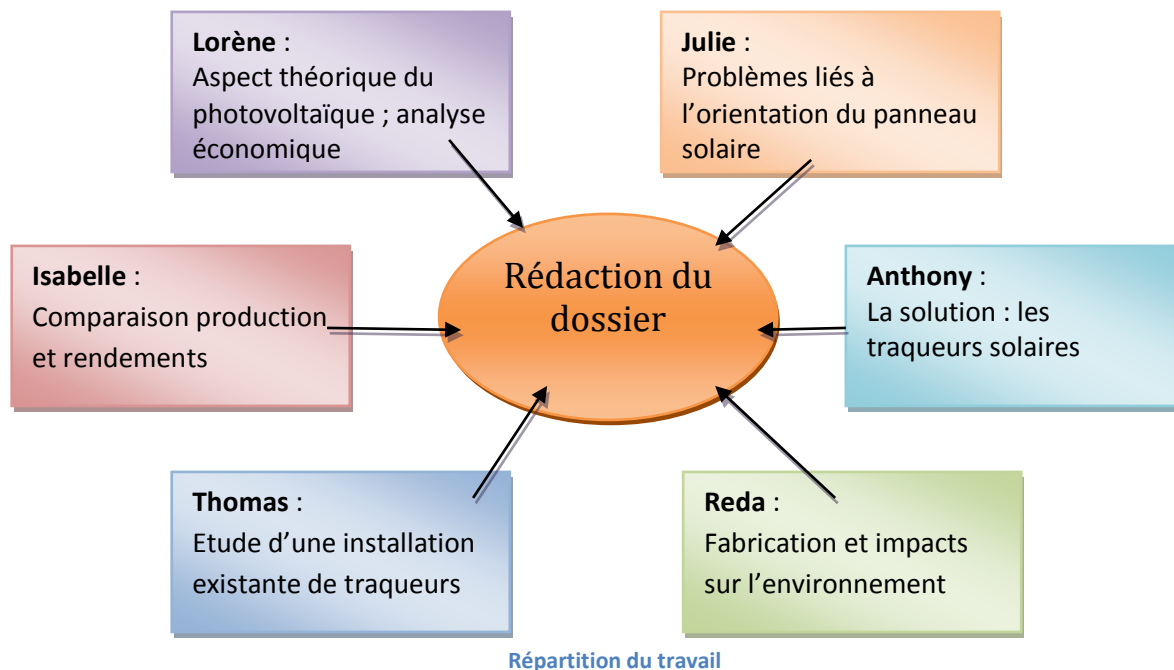 Lorène :
Aspect théorique du
photovoltaïque ; analyse
économique
Julie :
Problèmes liés à
l’orientation du panneau
solaire
Rédaction du
dossier
Isabelle :
Comparaison production
et rendements
Anthony :
La solution : les
traqueurs solaires
Thomas :
Etude d’une installation
existante de traqueurs
Reda :
Fabrication et impacts
sur l’environnement
Répartition du travail